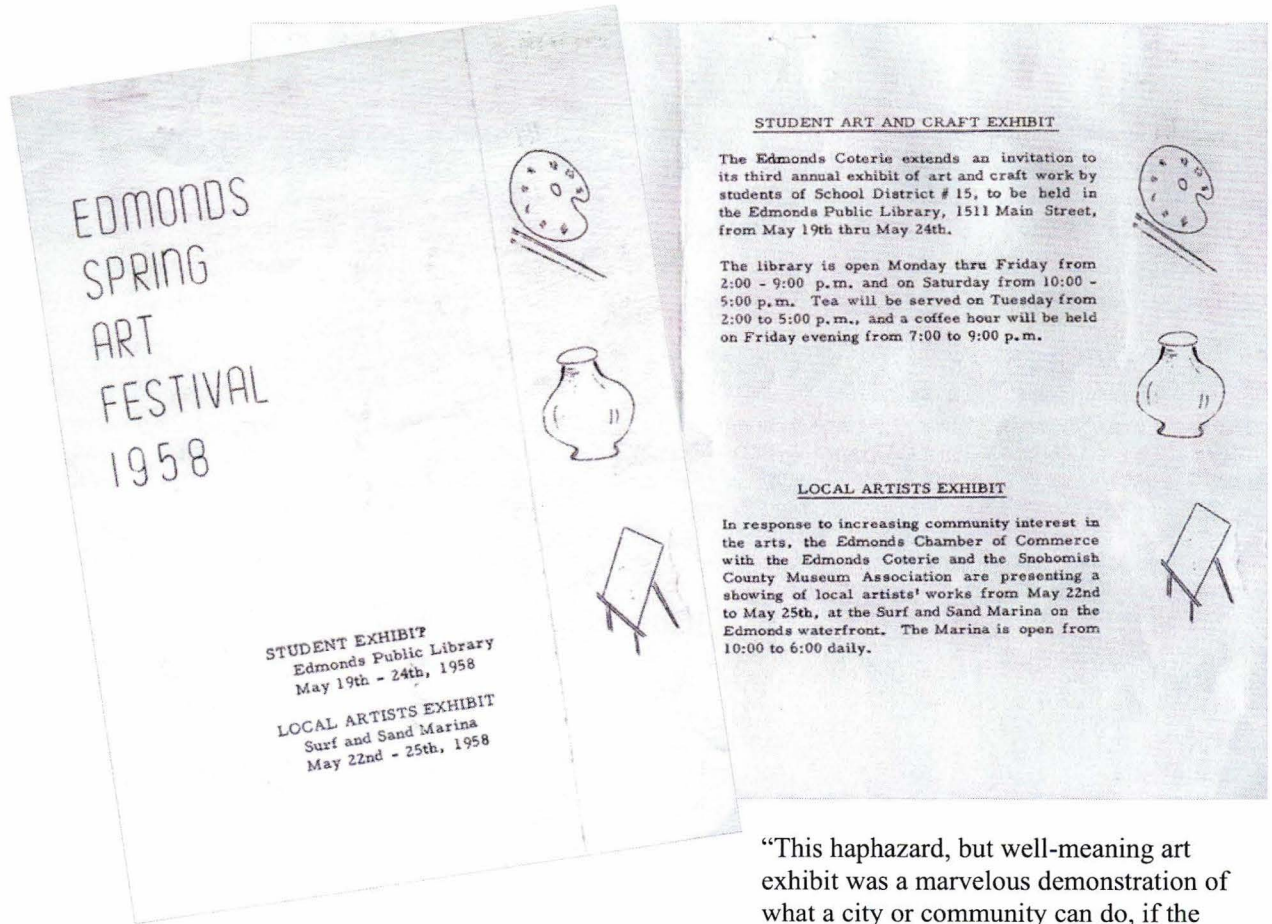 EDMONDS
SPRING
ART
FESTIVAL
1958
STUDENT EXHIBIT
Edmonds Public Library
May 19th - 24th, 1958
LOCAL ARTISTS EXHIBIT
Surf and Sand Marina
May 22nd - 25th, 1958
STUDENT ART AND CRAFT EXHIBIT
The Edmonds Coterie extends an invitation to
its third annual exhibit of art and craft work by
students of School District # 15, to be held in
the Edmonds Public Library, 1511 Main Street,
from May 19th thru May 24th.
The library is open Monday thru Friday from
2:00 - 9:00 p.m. and on Saturday from 10:00 -
5:00 p.m. Tea will be served on Tuesday from
2:00 to 5:00 p.m., and a coffee hour will be held
on Friday evening from 7:00 to 9:00 p.m.
LOCAL ARTISTS EXHIBIT
In response to increasing community interest in
the arts, the Edmonds Chamber of Commerce
with the Edmonds Coterie and the Snohomish
County Museum Association are presenting a
showing of local artists' works from May 22nd
to May 25th, at the Surf and Sand Marina on the
Edmonds waterfront. The Marina is open from
10:00 to 6:00 daily.
“This haphazard, but well-meaning art
exhibit was a marvelous demonstration of
what a city or community can do, if the